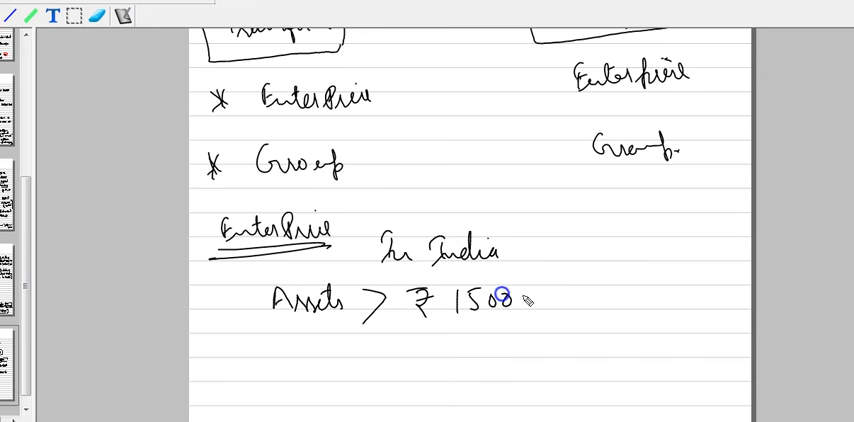 * EnterPrise
Enterprise
* Group
Group.
EnterPrise
In India
Assets > ₹ 1500